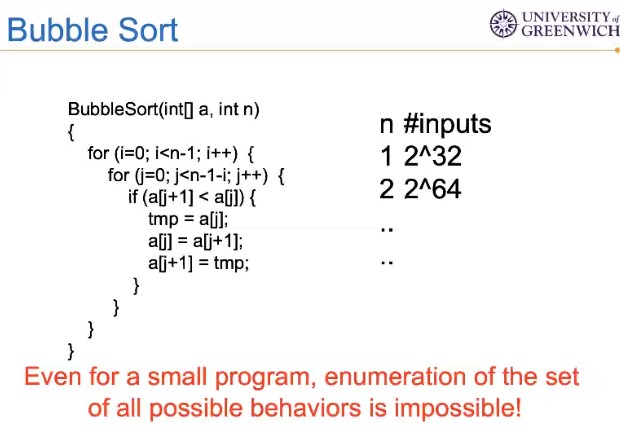 Bubble Sort
UNIVERSITY of
GREENWICH
BubbleSort(int[] a, int n)
{
for (i=0; i<n-1; i++) {
for (j=0; j<n-1-i; j++) {
if (a[j+1] < a[j]) {
tmp = a[j];
a[j] = a[j+1];
a[j+1] = tmp;
}
}
}
}
n #inputs
1 2^32
2 2^64
..
..
Even for a small program, enumeration of the set
of all possible behaviors is impossible!